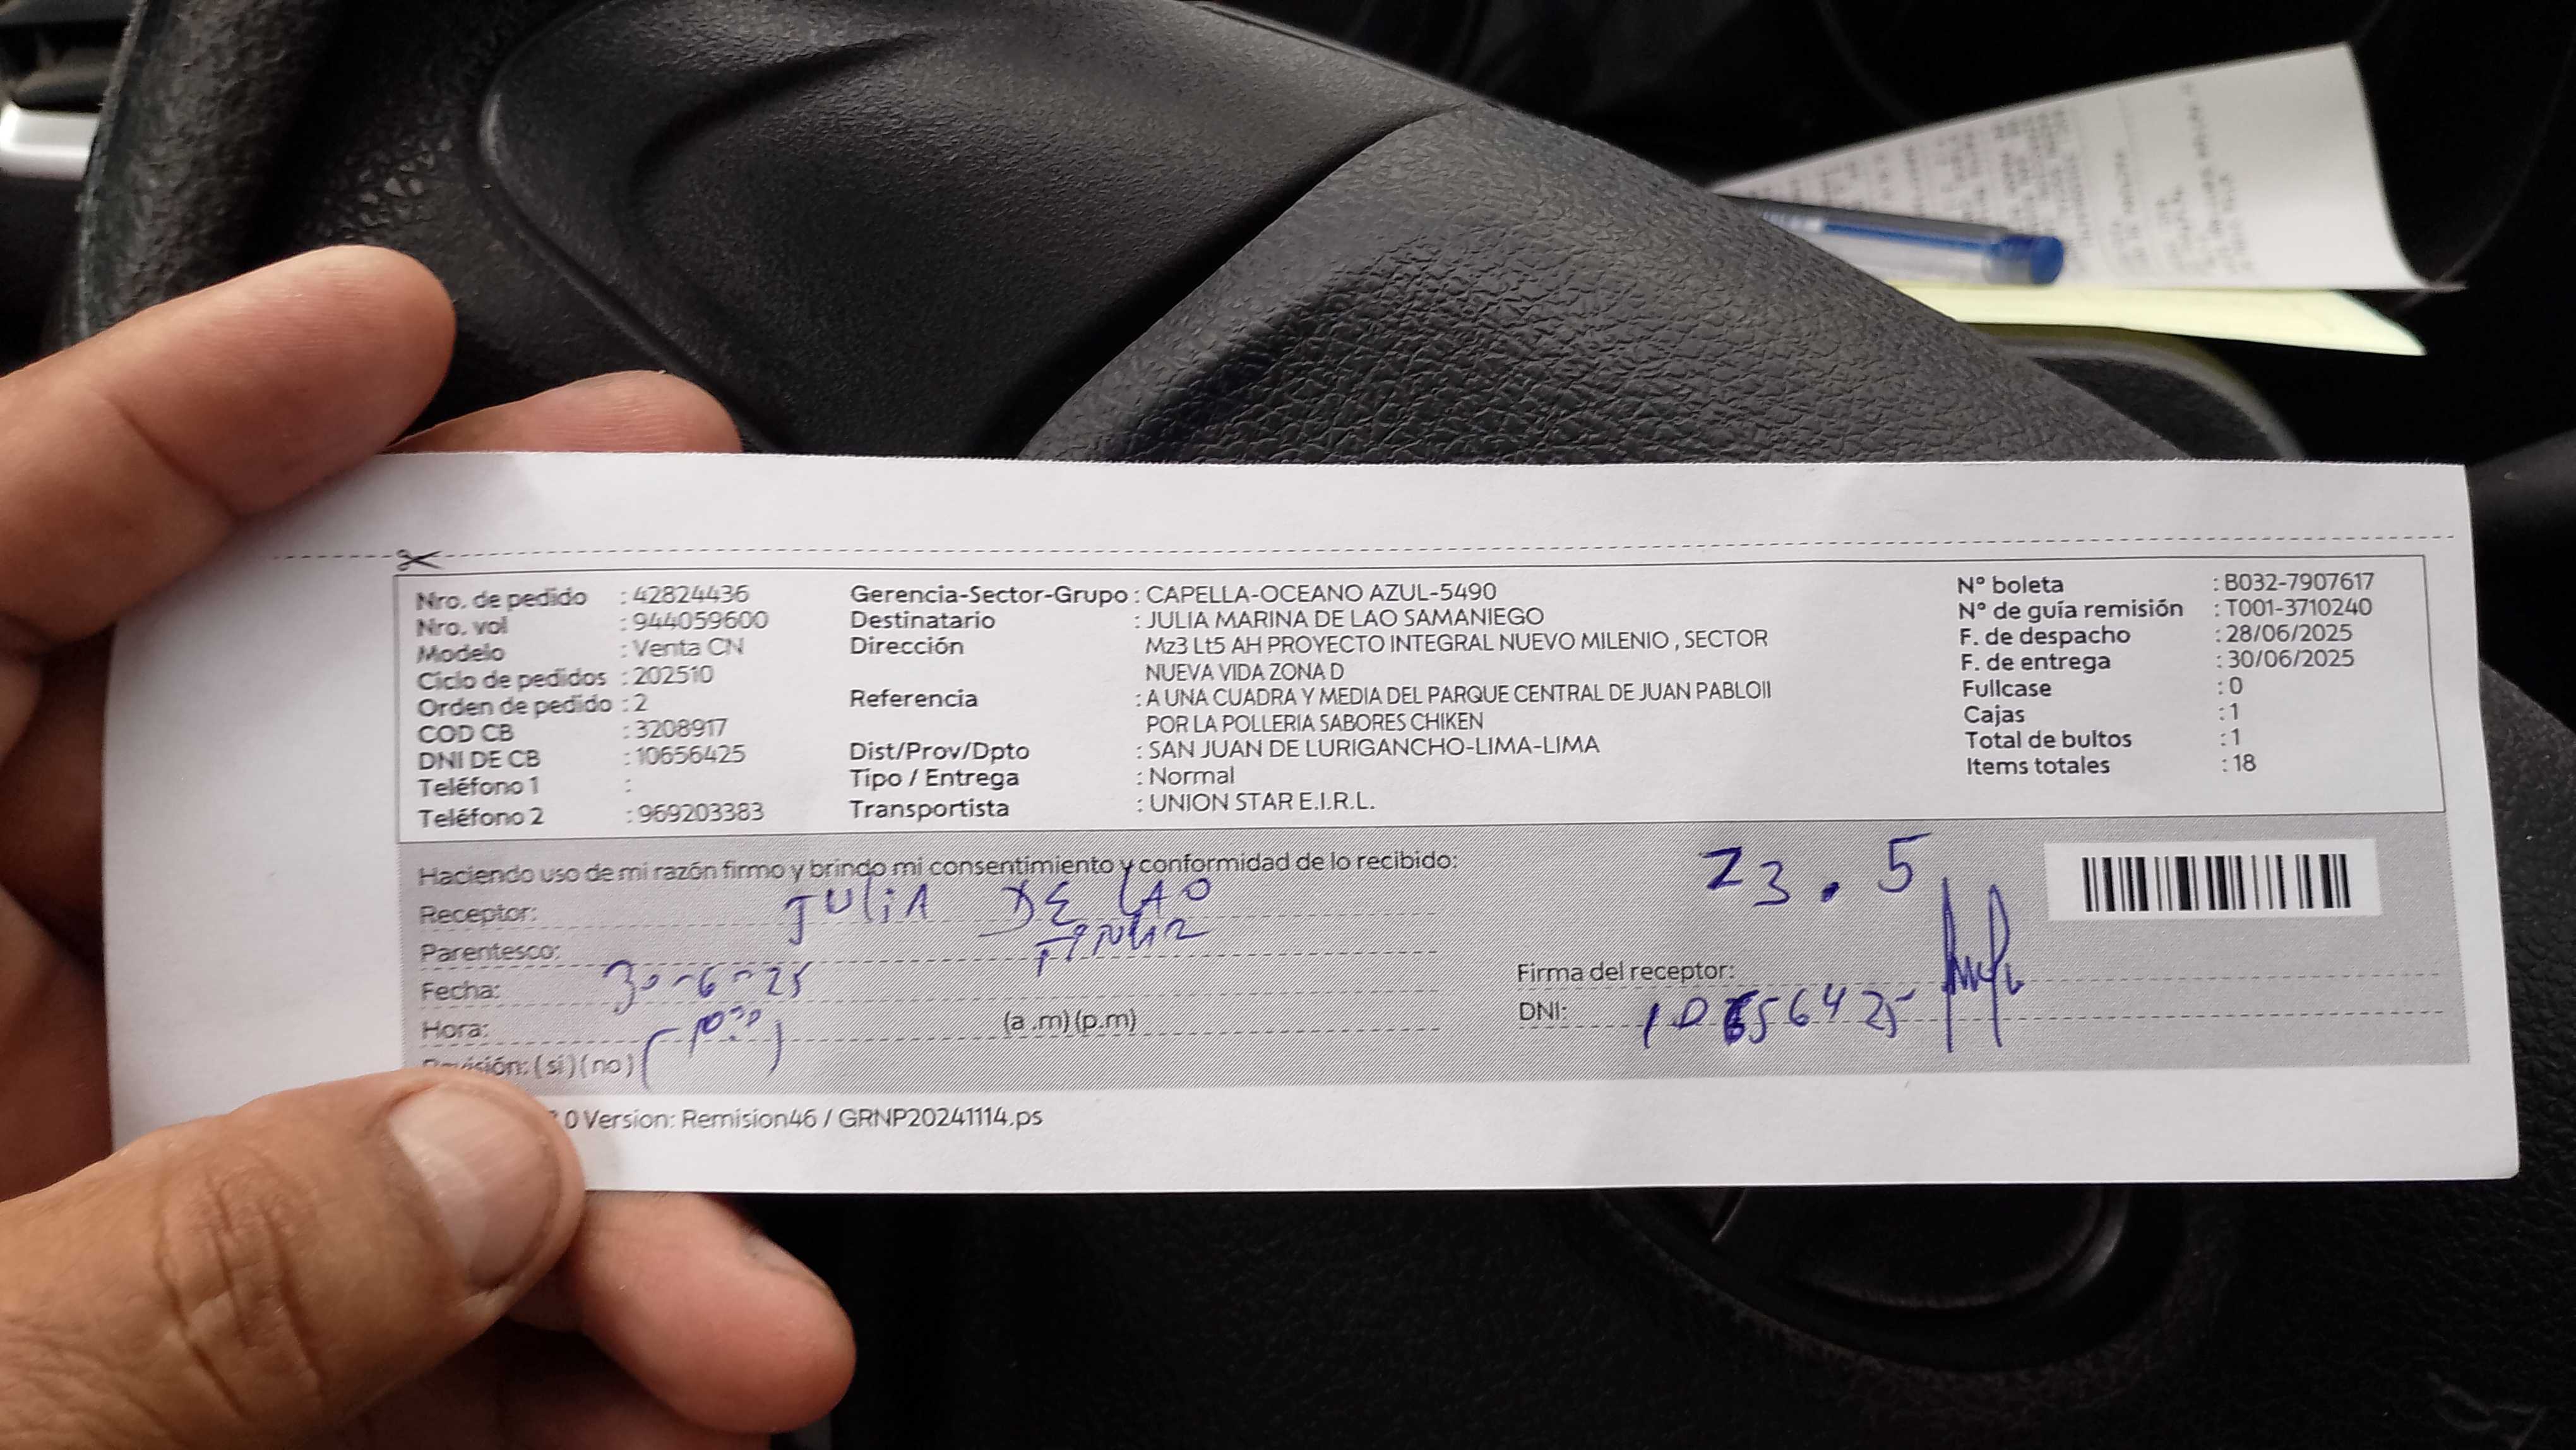 Nro. de pedido : 42824436
Nro. vol : 944059600
Modelo : Venta CN
Ciclo de pedidos : 202510
Orden de pedido : 2
COD CB : 3208917
DNI DE CB : 10656425
Teléfono 1 :
Teléfono 2 : 969203383
Gerencia-Sector-Grupo : CAPELLA-OCEANO AZUL-5490
Destinatario : JULIA MARINA DE LAO SAMANIEGO
Dirección Mz3 Lt5 AH PROYECTO INTEGRAL NUEVO MILENIO , SECTOR
NUEVA VIDA ZONA D
Referencia : A UNA CUADRA Y MEDIA DEL PARQUE CENTRAL DE JUAN PABLOII
POR LA POLLERIA SABORES CHIKEN
Dist/Prov/Dpto : SAN JUAN DE LURIGANCHO-LIMA-LIMA
Tipo / Entrega : Normal
Transportista : UNION STAR E.I.R.L.
N° boleta : B032-7907617
N° de guía remisión : T001-3710240
F. de despacho : 28/06/2025
F. de entrega : 30/06/2025
Fullcase : 0
Cajas : 1
Total de bultos : 1
Items totales : 18
Haciendo uso de mi razón firmo y brindo mi consentimiento y conformidad de lo recibido:
Receptor: JULIA DE LAO
Parentesco:
Fecha: 30-6-25
Hora: (a .m) (p.m)
(si) (no)
23.5
Firma del receptor:
DNI: 10656425
0 Version: Remision46 / GRNP20241114.ps